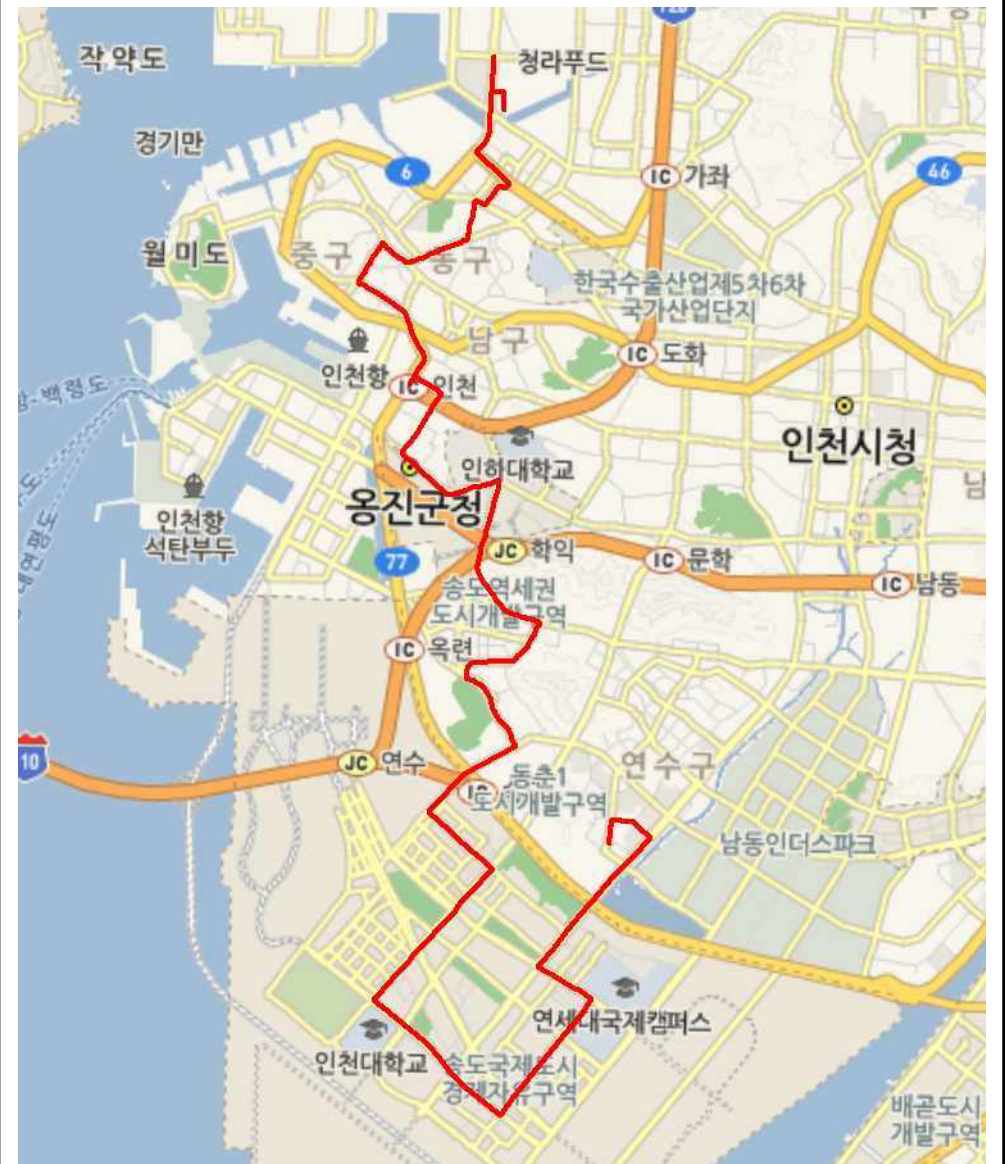 120
작약도
청라푸드
경기만
6
IC 가좌
46
월미도
중구
동구
한국수출산업제5차6차
국가산업단지
남구
인천항
IC 인천
IC 도화
인천시청
인하대학교
옹진군청
인천항
석탄부두
77
JC 학익
IC 문학
IC 남동
송도역세권
도시개발구역
IC 옥련
10
JC 연수
IC
동춘1
도시개발구역
연수구
남동인더스파크
연세대국제캠퍼스
인천대학교
송도국제도시
경제자유구역
배곧도시
개발구역